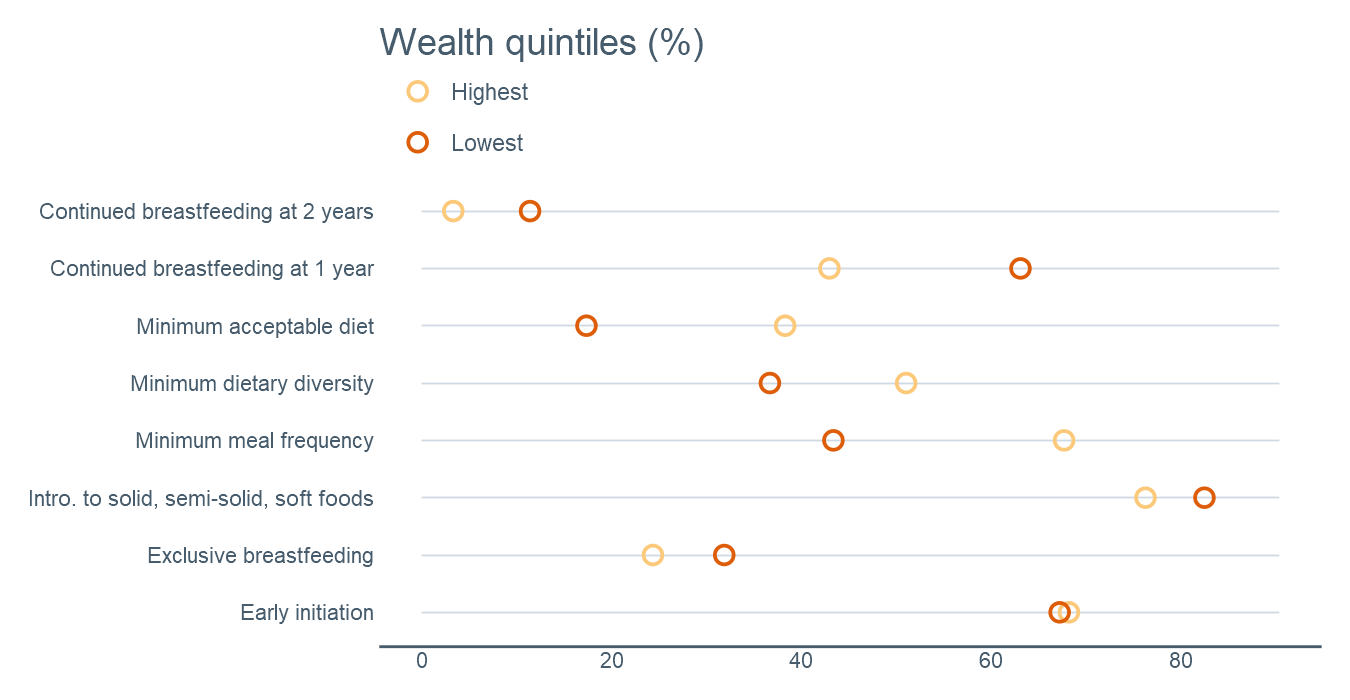 Wealth quintiles (%)
Highest
Lowest
Continued breastfeeding at 2 years
Continued breastfeeding at 1 year
Minimum acceptable diet
Minimum dietary diversity
Minimum meal frequency
Intro. to solid, semi-solid, soft foods
Exclusive breastfeeding
Early initiation
0 20 40 60 80